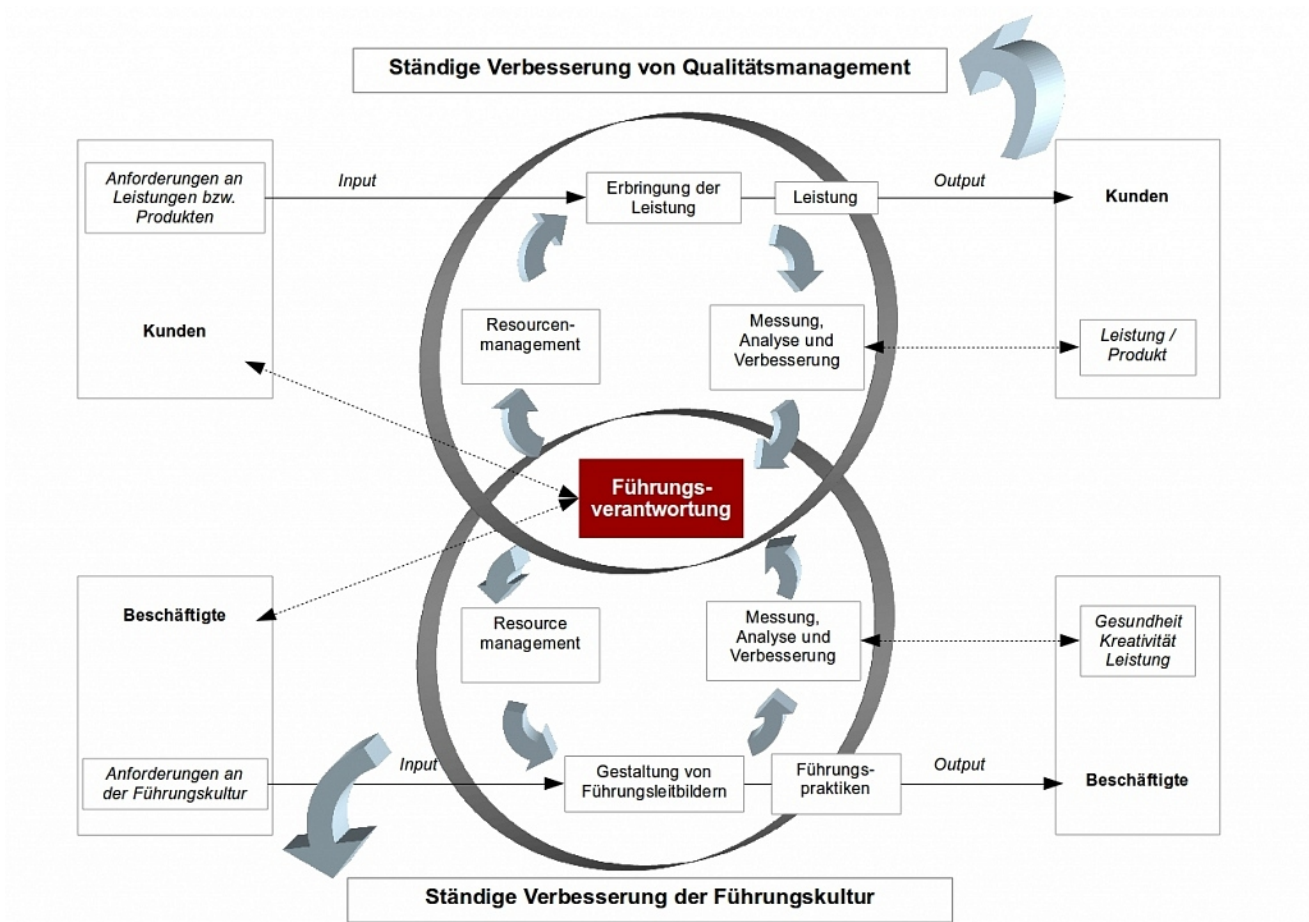 Ständige Verbesserung von Qualitätsmanagement
Anforderungen an
Leistungen bzw.
Produkten
Kunden
Input
Erbringung der
Leistung
Leistung
Output
Kunden
Leistung /
Produkt
Resourcen-
management
Messung,
Analyse und
Verbesserung
Führungs-
verantwortung
Beschäftigte
Anforderungen an
der Führungskultur
Input
Resource
management
Messung,
Analyse und
Verbesserung
Gestaltung von
Führungsleitbildern
Führungs-
praktiken
Output
Gesundheit
Kreativität
Leistung
Beschäftigte
Ständige Verbesserung der Führungskultur